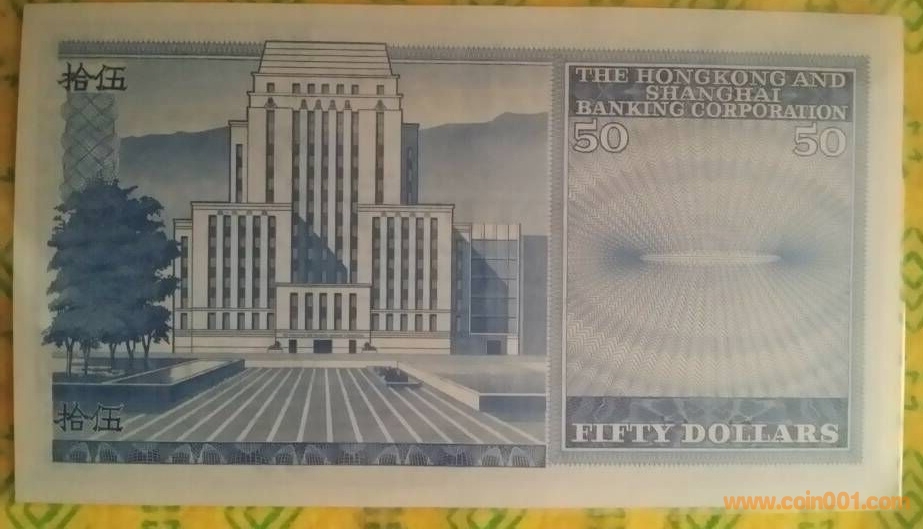 拾伍
THE HONGKONG AND
SHANGHAI
BANKING CORPORATION
50 50
拾伍
FIFTY DOLLARS
www.coin001.com